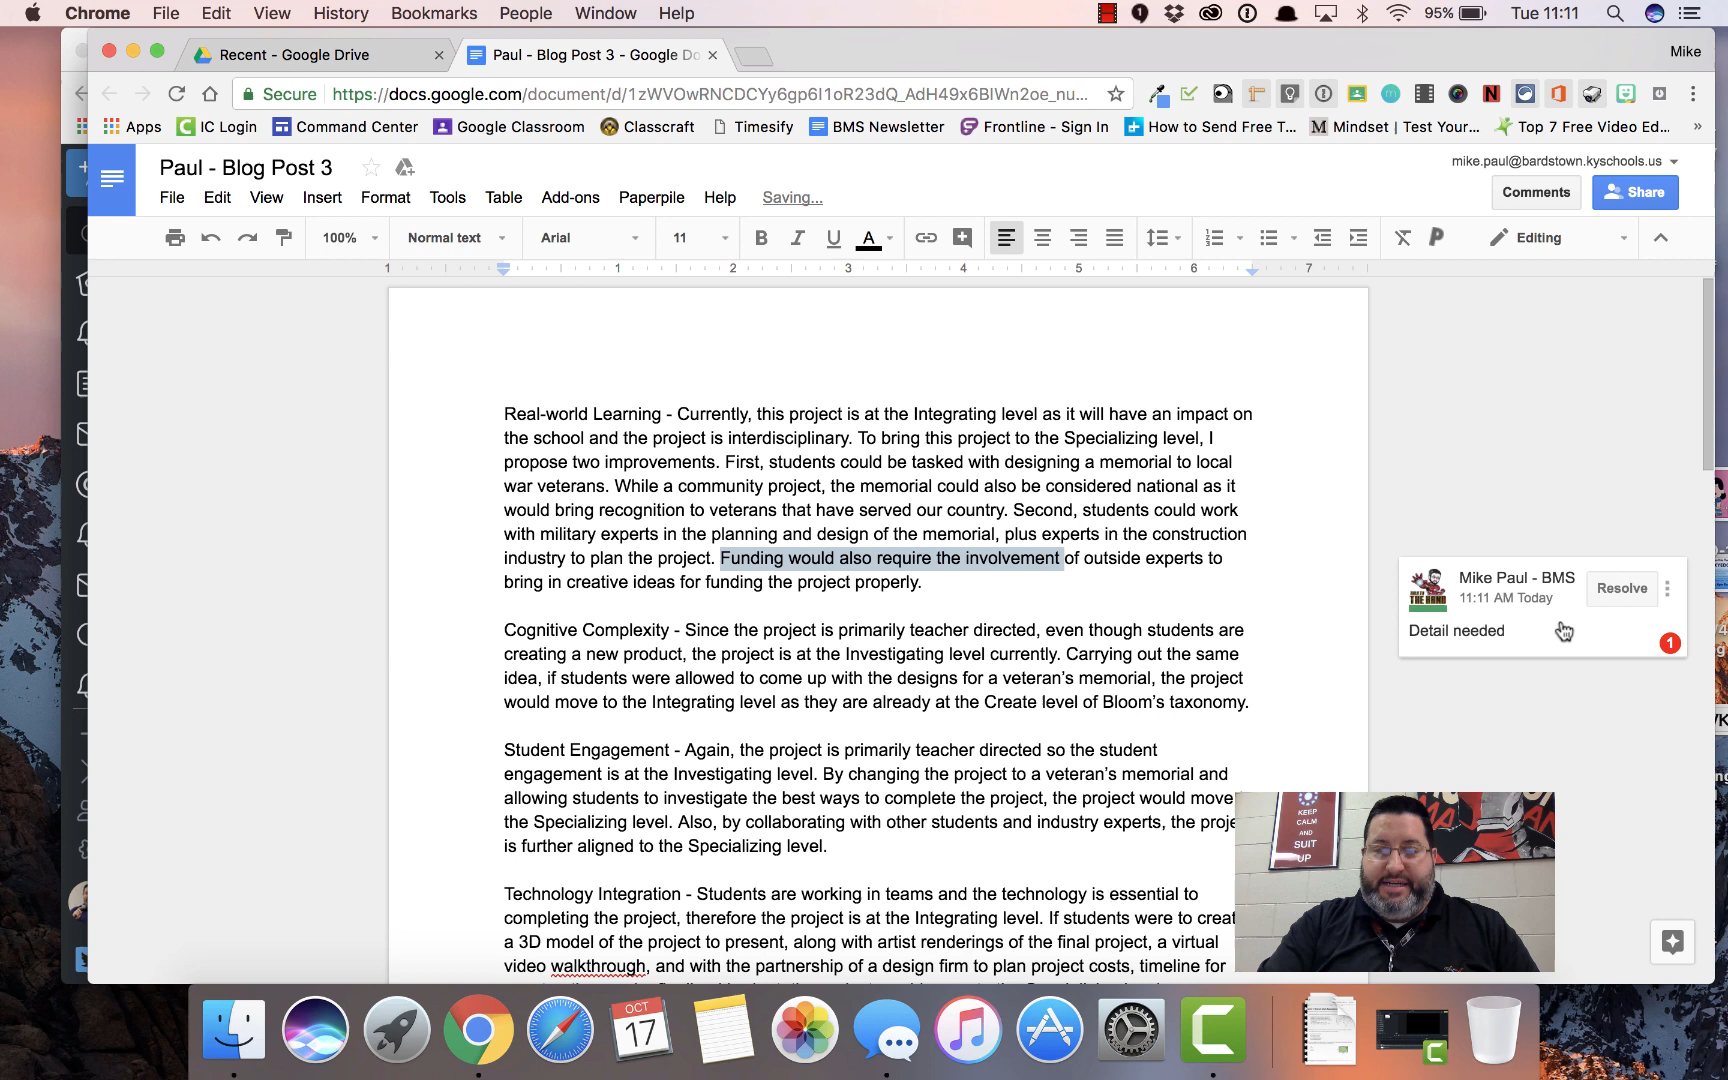 Chrome File Edit View History Bookmarks People Window Help 95% Tue 11:11
Recent - Google Drive
Paul - Blog Post 3 - Google Do
Mike
Secure https://docs.google.com/document/d/1zWVOwRNCDCYy6gp6I1oR23dQ_AdH49x6BIWn2oe_nu...
Apps IC Login Command Center Google Classroom Classcraft Timesify BMS Newsletter Frontline - Sign In How to Send Free T... Mindset | Test Your... Top 7 Free Video Ed... »
Paul - Blog Post 3
mike.paul@bardstown.kyschools.us
File Edit View Insert Format Tools Table Add-ons Paperpile Help Saving...
Comments Share
100% Normal text Arial 11 B I U A Editing
1 1 2 3 4 5 6 7
Real-world Learning - Currently, this project is at the Integrating level as it will have an impact on
the school and the project is interdisciplinary. To bring this project to the Specializing level, I
propose two improvements. First, students could be tasked with designing a memorial to local
war veterans. While a community project, the memorial could also be considered national as it
would bring recognition to veterans that have served our country. Second, students could work
with military experts in the planning and design of the memorial, plus experts in the construction
industry to plan the project. Funding would also require the involvement of outside experts to
bring in creative ideas for funding the project properly.
Mike Paul - BMS
11:11 AM Today
Resolve
Detail needed
1
THE HAND
Cognitive Complexity - Since the project is primarily teacher directed, even though students are
creating a new product, the project is at the Investigating level currently. Carrying out the same
idea, if students were allowed to come up with the designs for a veteran's memorial, the project
would move to the Integrating level as they are already at the Create level of Bloom's taxonomy.
Student Engagement - Again, the project is primarily teacher directed so the student
engagement is at the Investigating level. By changing the project to a veteran's memorial and
allowing students to investigate the best ways to complete the project, the project would move
the Specializing level. Also, by collaborating with other students and industry experts, the proje
is further aligned to the Specializing level.
Technology Integration - Students are working in teams and the technology is essential to
completing the project, therefore the project is at the Integrating level. If students were to creat
a 3D model of the project to present, along with artist renderings of the final project, a virtual
video walkthrough, and with the partnership of a design firm to plan project costs, timeline for
KEEP
CALM
AND
SUIT
UP
OCT
17